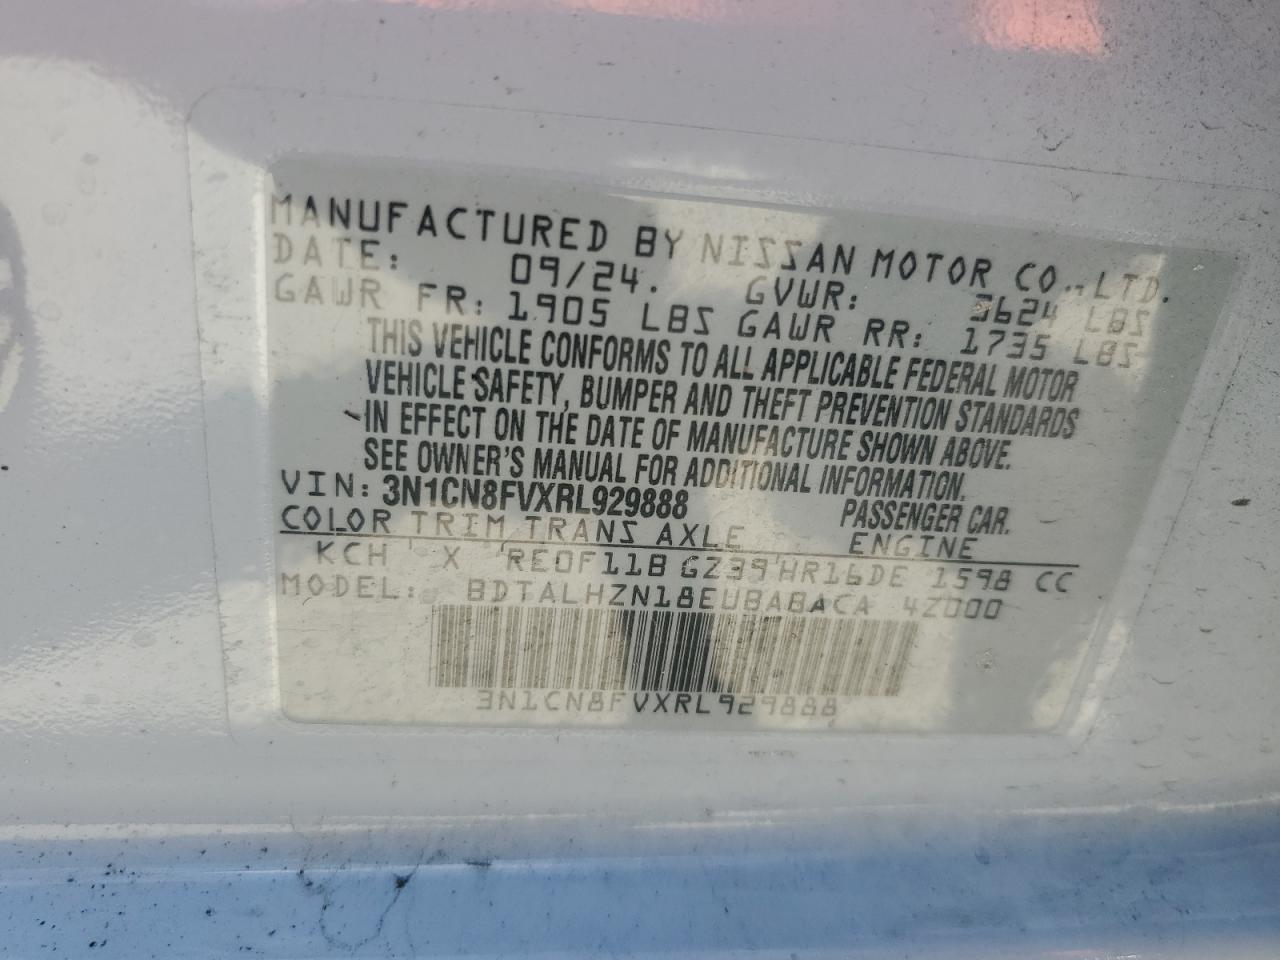 MANUFACTURED BY NISSAN MOTOR CO., LTD.
DATE: 09/24. GVWR: 3624 LBS
GAWR FR: 1905 LBS GAWR RR: 1735 LBS
THIS VEHICLE CONFORMS TO ALL APPLICABLE FEDERAL MOTOR
VEHICLE SAFETY, BUMPER AND THEFT PREVENTION STANDARDS
IN EFFECT ON THE DATE OF MANUFACTURE SHOWN ABOVE.
SEE OWNER'S MANUAL FOR ADDITIONAL INFORMATION.
VIN: 3N1CN8FVXRL929888 PASSENGER CAR.
COLOR TRIM TRANS AXLE ENGINE
KCH X RE0F11B GZ39 HR16DE 1598 CC
MODEL: BDTALHZN18EUBABACA 4Z000
3N1CN8FVXRL929888